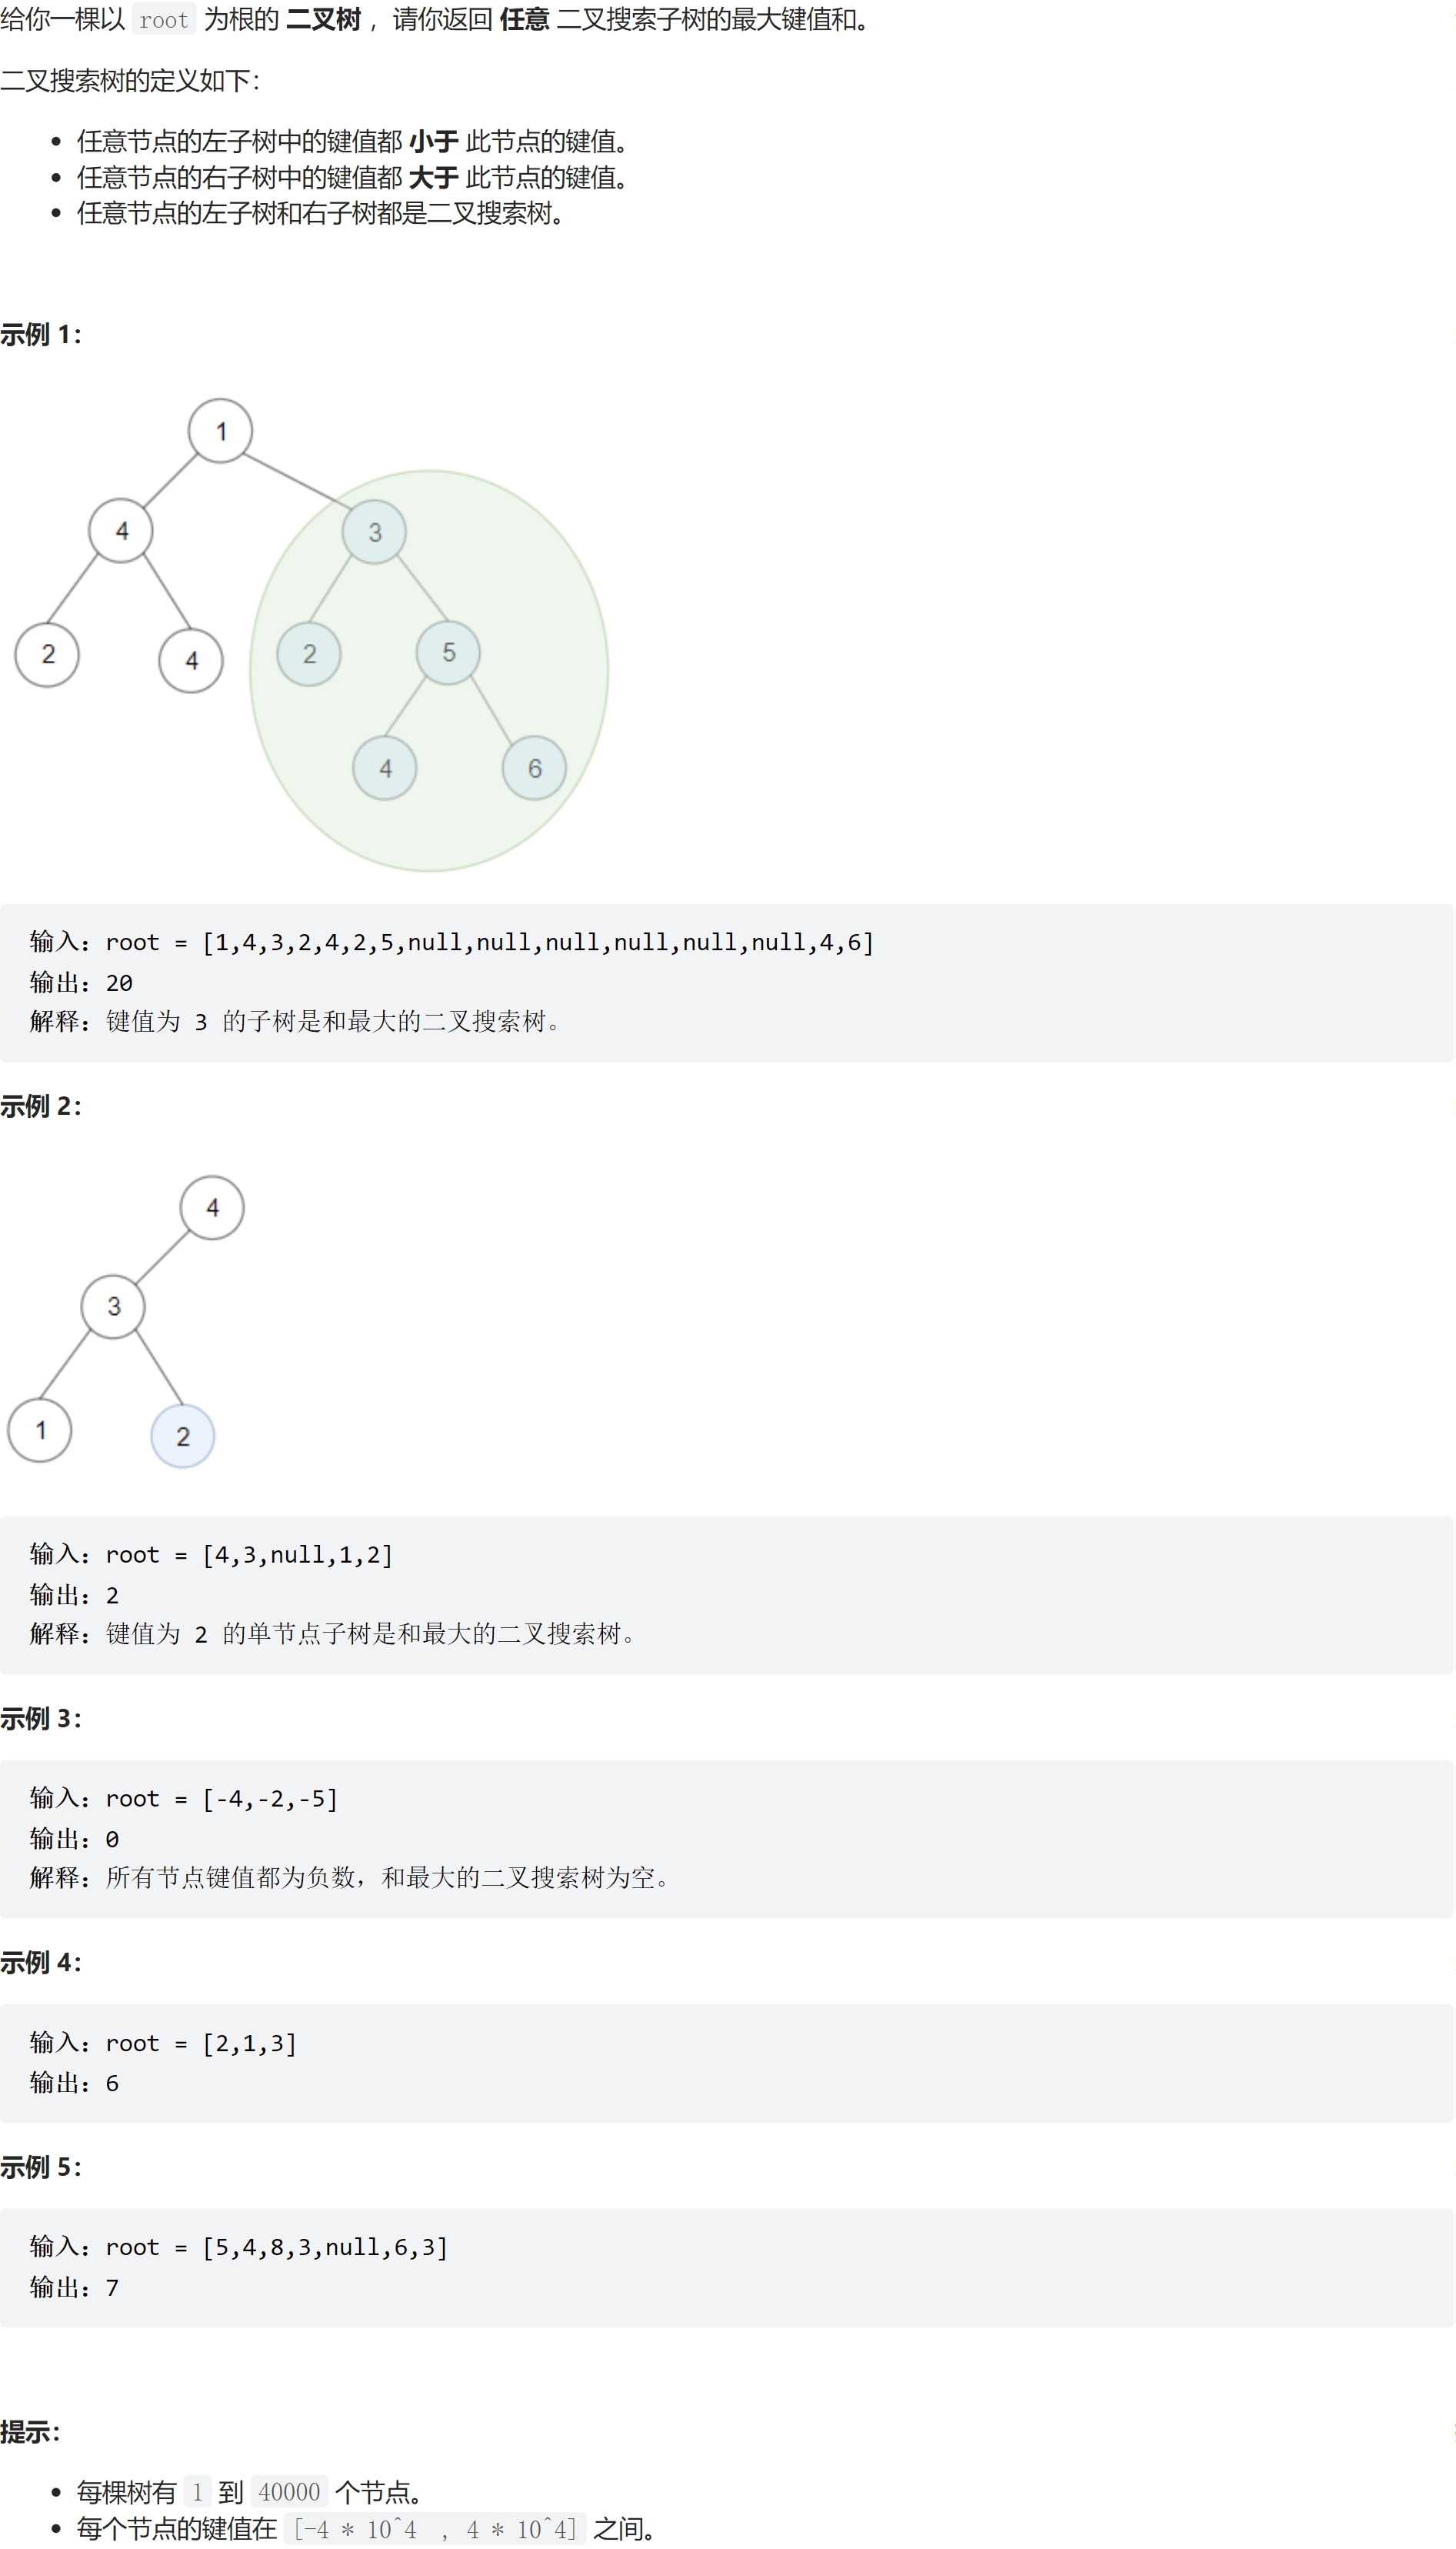 给你一棵以 root 为根的 二叉树 ，请你返回 任意 二叉搜索子树的最大键值和。
二叉搜索树的定义如下：
任意节点的左子树中的键值都 小于 此节点的键值。
任意节点的右子树中的键值都 大于 此节点的键值。
任意节点的左子树和右子树都是二叉搜索树。
示例 1：
1
4
3
2
4
2
5
4
6
输入：root = [1,4,3,2,4,2,5,null,null,null,null,null,null,4,6]
输出：20
解释：键值为 3 的子树是和最大的二叉搜索树。
示例 2：
4
3
1
2
输入：root = [4,3,null,1,2]
输出：2
解释：键值为 2 的单节点子树是和最大的二叉搜索树。
示例 3：
输入：root = [-4,-2,-5]
输出：0
解释：所有节点键值都为负数，和最大的二叉搜索树为空。
示例 4：
输入：root = [2,1,3]
输出：6
示例 5：
输入：root = [5,4,8,3,null,6,3]
输出：7
提示：
每棵树有 1 到 40000 个节点。
每个节点的键值在 [-4 * 10^4 , 4 * 10^4] 之间。